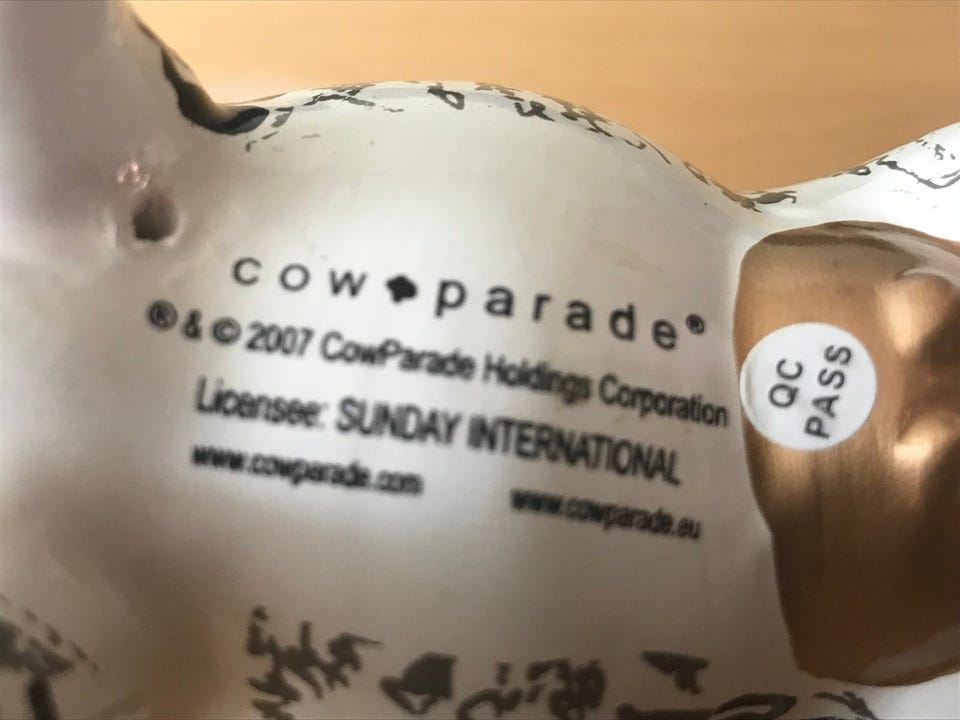 cow parade®
® & © 2007 CowParade Holdings Corporation
Licensee: SUNDAY INTERNATIONAL
www.cowparade.com www.cowparade.eu
QC
PASS